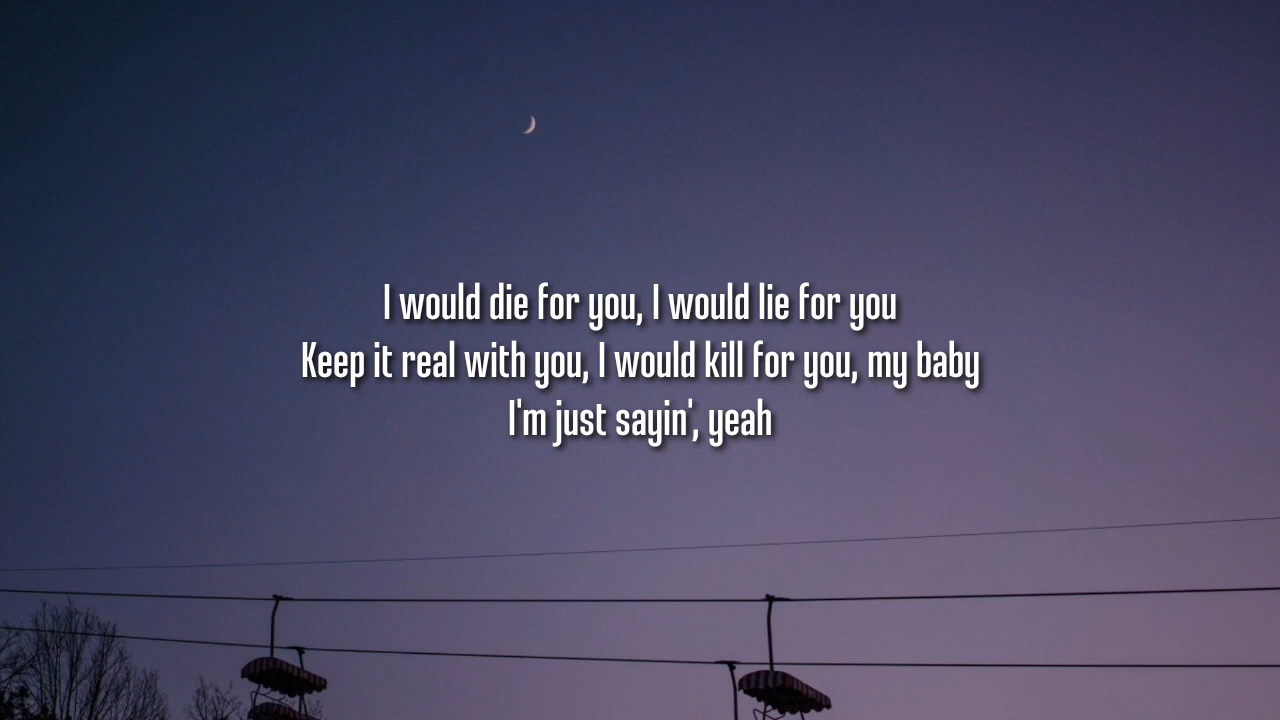 I would die for you, I would lie for you
Keep it real with you, I would kill for you, my baby
I'm just sayin', yeah